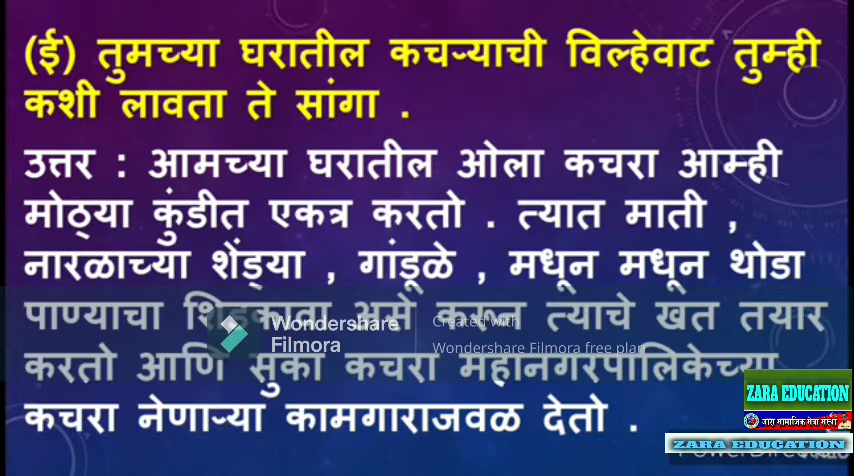 (ई) तुमच्या घरातील कचऱ्याची विल्हेवाट तुम्ही
कशी लावता ते सांगा .
उत्तर : आमच्या घरातील ओला कचरा आम्ही
मोठ्या कुंडीत एकत्र करतो . त्यात माती ,
नारळाच्या शेंड्या , गांडूळे , मधून मधून थोडा
पाण्याचा शिडकावा असे करून त्याचे खत तयार
करतो आणि सुका कचरा महानगरपालिकेच्या
कचरा नेणाऱ्या कामगाराजवळ देतो .
Wondershare
Filmora
Created with
Wondershare Filmora free plan
ZARA EDUCATION
जारा सामाजिक सेवा संस्था
ZARA EDUCATION